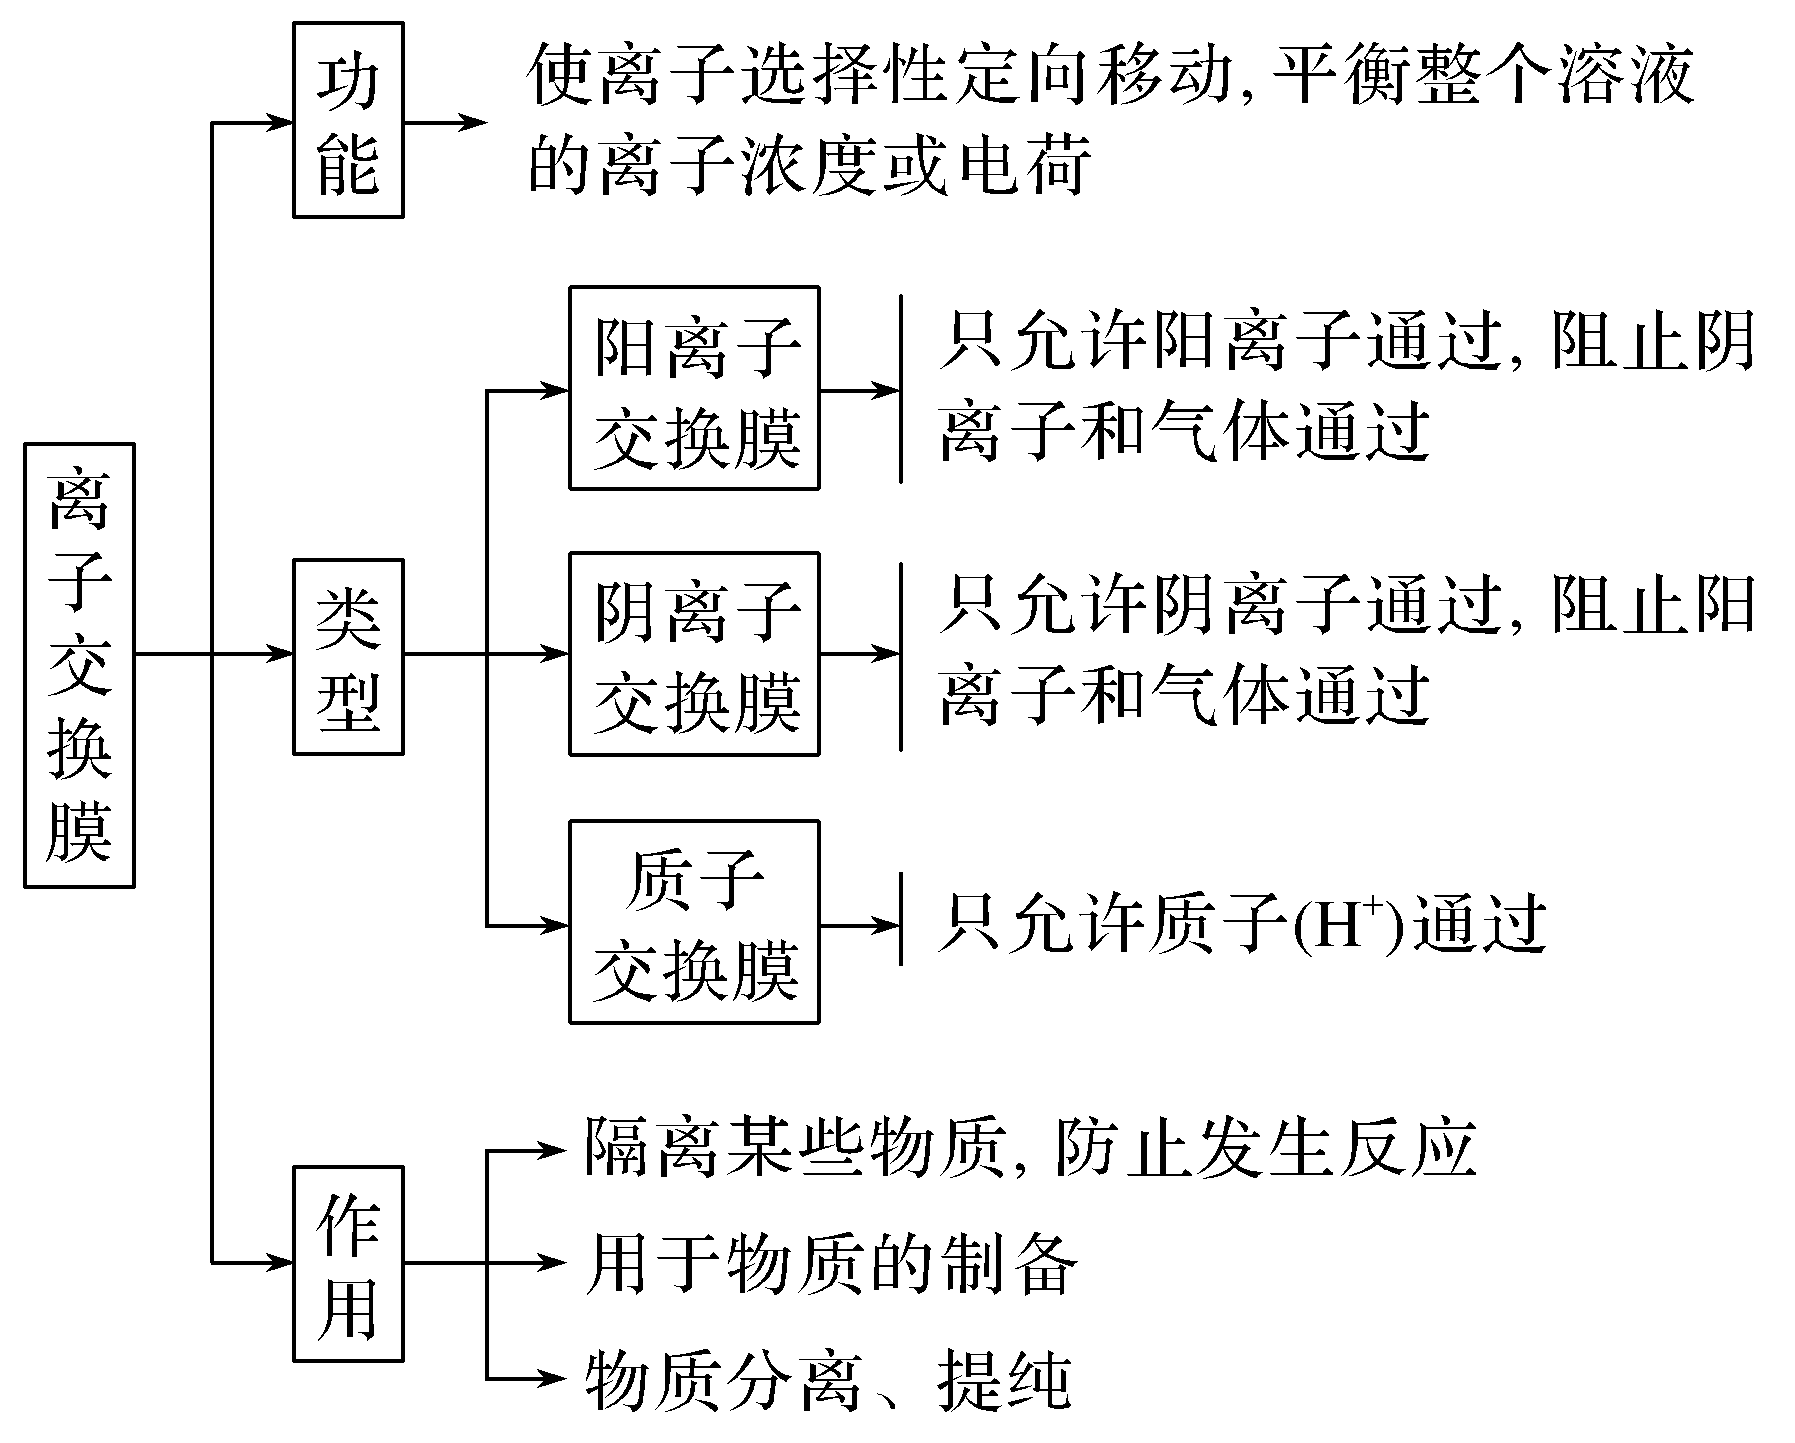 离子交换膜
功能
使离子选择性定向移动, 平衡整个溶液
的离子浓度或电荷
类型
阳离子
交换膜
只允许阳离子通过, 阻止阴
离子和气体通过
阴离子
交换膜
只允许阴离子通过, 阻止阳
离子和气体通过
质子
交换膜
只允许质子(H⁺)通过
作用
隔离某些物质, 防止发生反应
用于物质的制备
物质分离、提纯